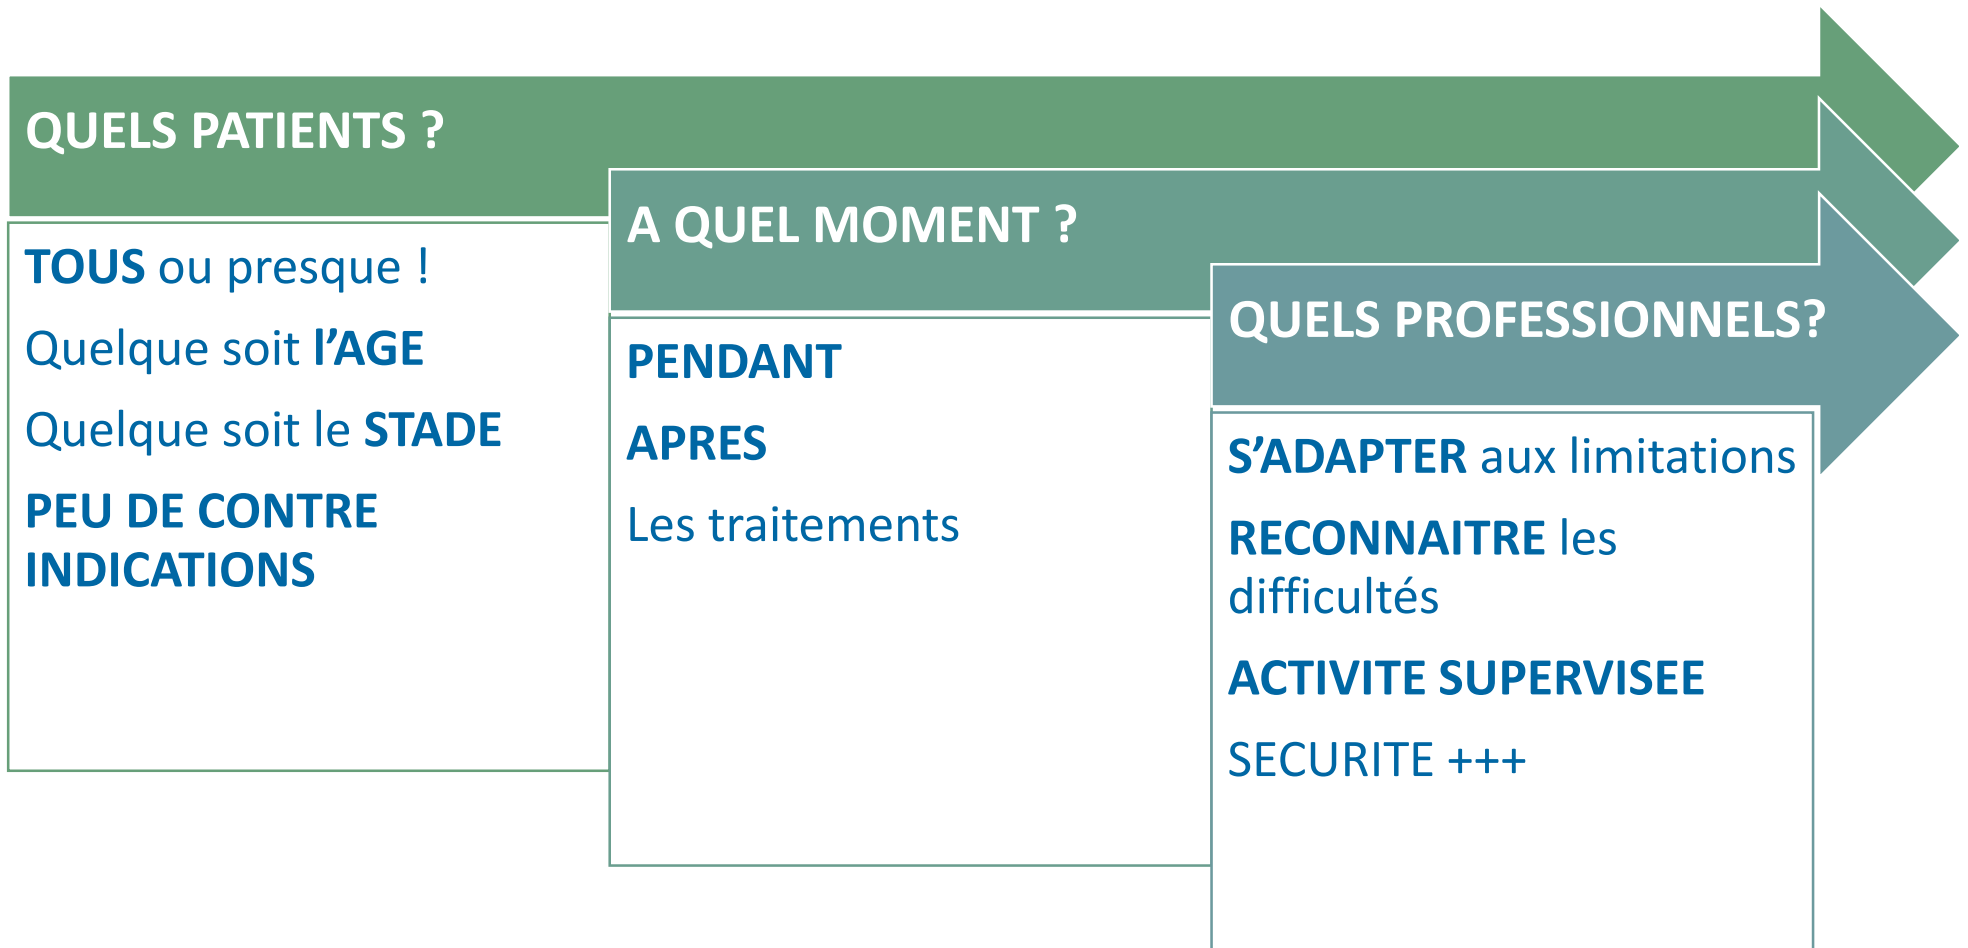 QUELS PATIENTS ?
TOUS ou presque !
Quelque soit l’AGE
Quelque soit le STADE
PEU DE CONTRE
INDICATIONS
A QUEL MOMENT ?
PENDANT
APRES
Les traitements
QUELS PROFESSIONNELS?
S’ADAPTER aux limitations
RECONNAITRE les
difficultés
ACTIVITE SUPERVISEE
SECURITE +++